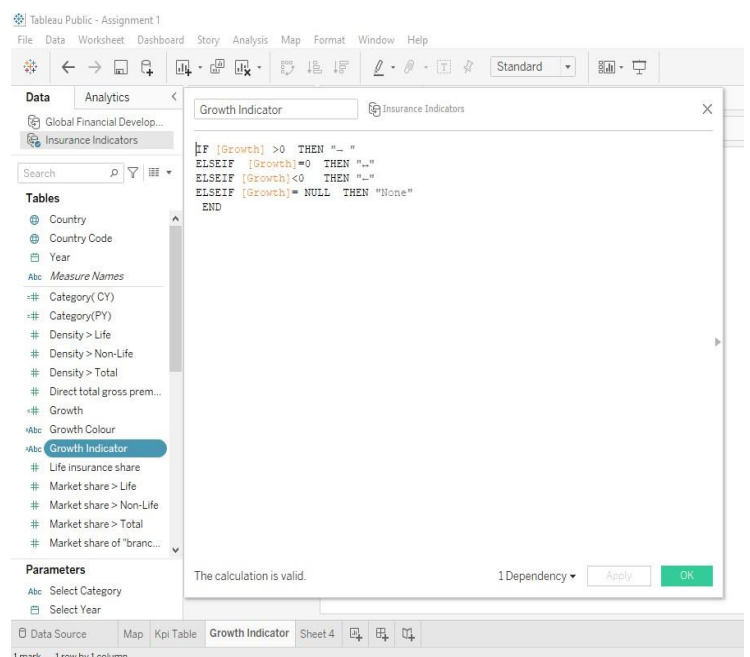 Tableau Public - Assignment 1
File Data Worksheet Dashboard Story Analysis Map Format Window Help
Standard
Data Analytics
Global Financial Develop...
Insurance Indicators
Search
Tables
Country
Country Code
Year
Abc Measure Names
Category( CY)
Category(PY)
Density > Life
Density > Non-Life
Density > Total
Direct total gross prem...
Growth
Abc Growth Colour
Abc Growth Indicator
Life insurance share
Market share > Life
Market share > Non-Life
Market share > Total
Market share of "branc...
Parameters
Abc Select Category
Select Year
Growth Indicator Insurance Indicators
IF [Growth] >0 THEN "→ "
ELSEIF [Growth]=0 THEN "↔"
ELSEIF [Growth]<0 THEN "←"
ELSEIF [Growth]= NULL THEN "None"
END
The calculation is valid. 1 Dependency Apply OK
Data Source Map Kpi Table Growth Indicator Sheet 4
1 mark 1 row by 1 column